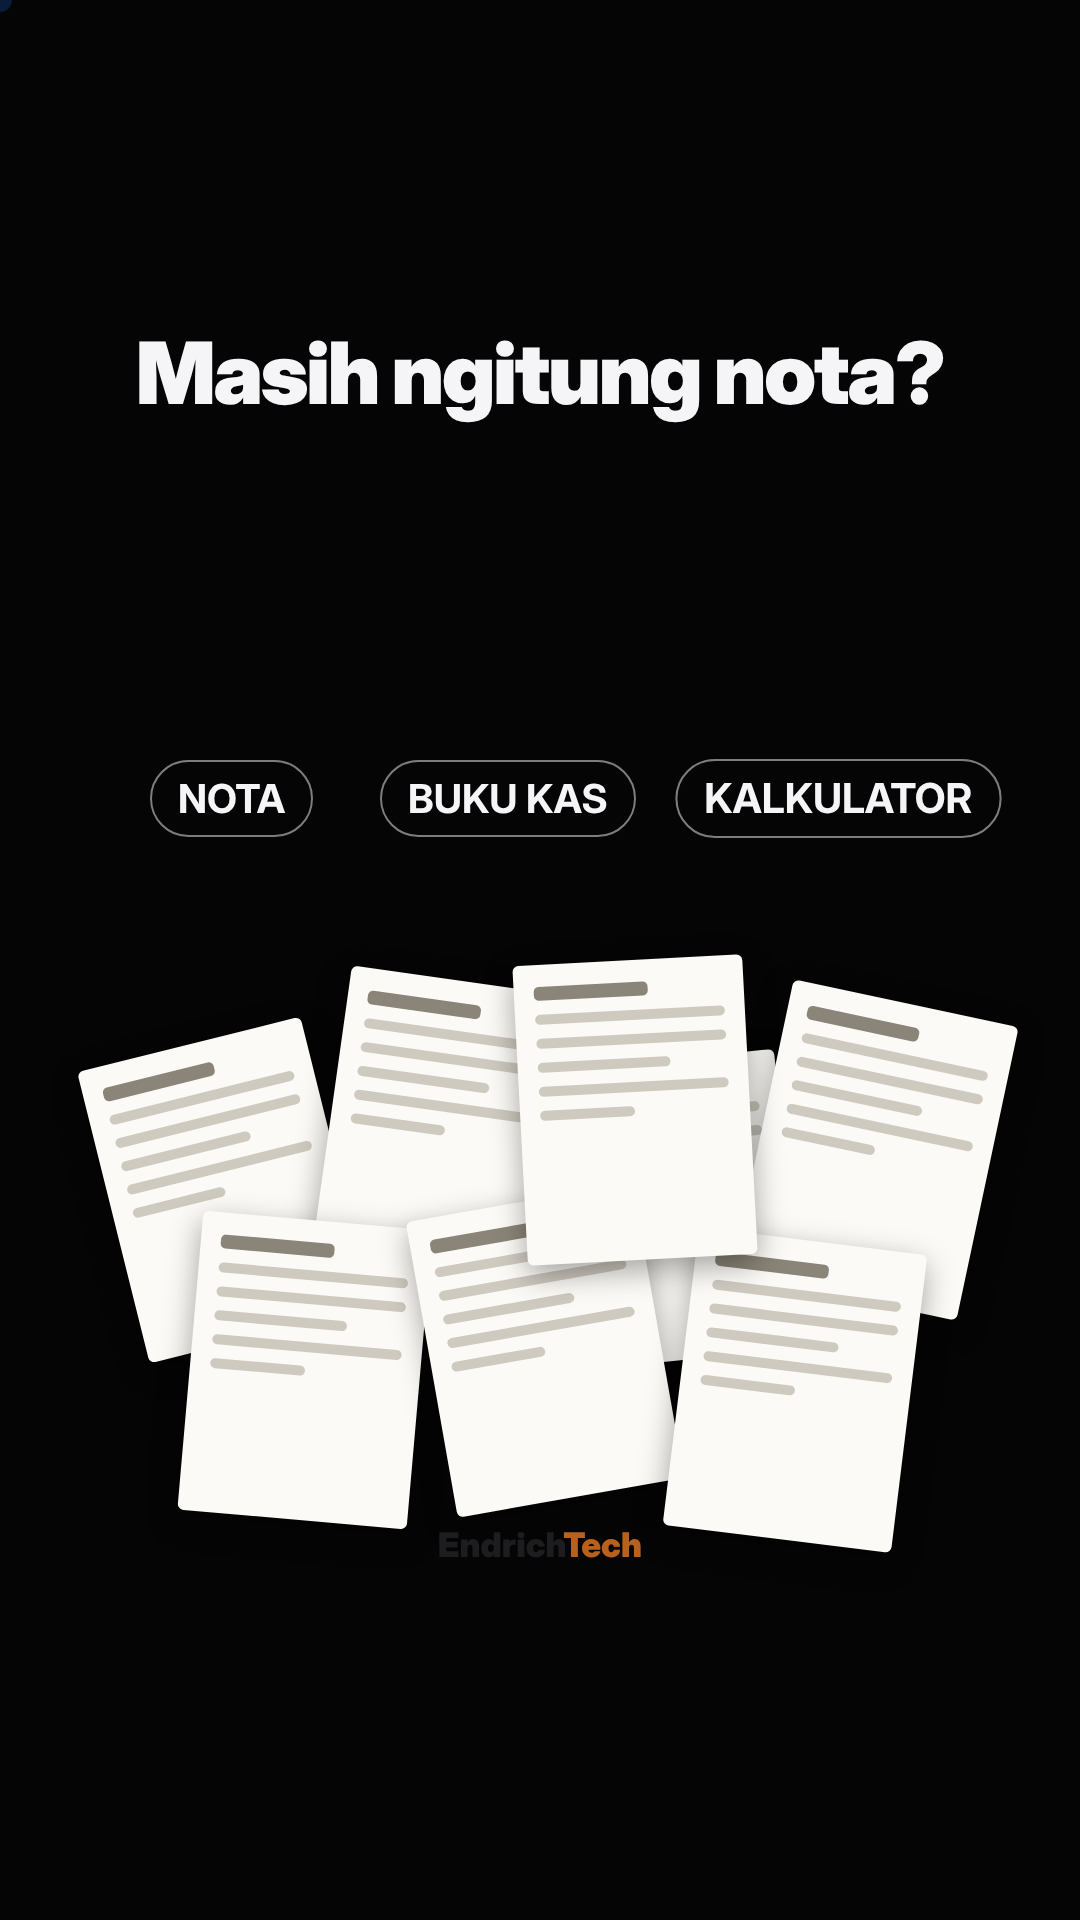 Masih ngitung nota?
NOTA
BUKU KAS
KALKULATOR
EndrichTech